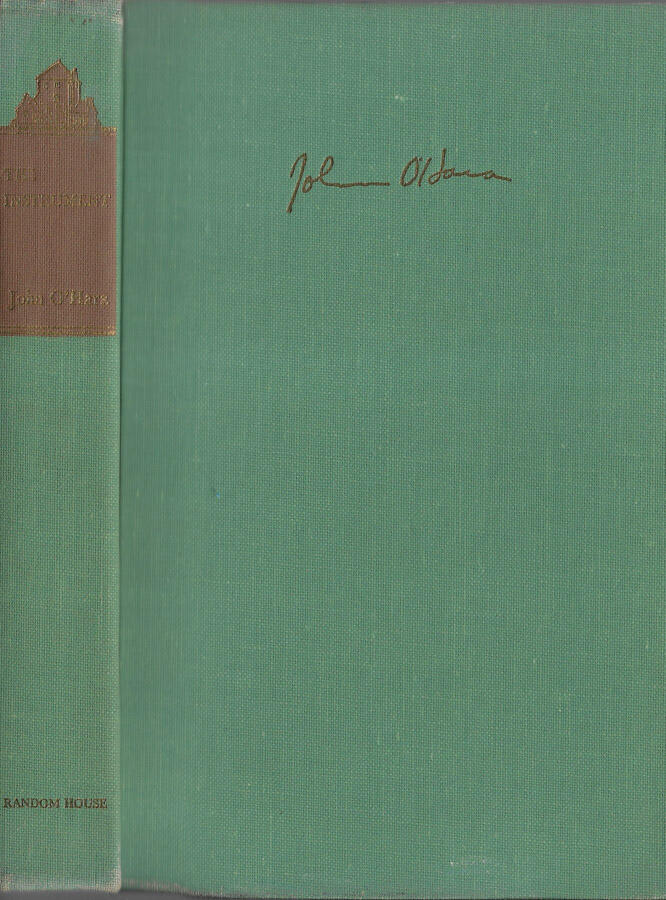 THE
INSTRUMENT
John O'Hara
RANDOM HOUSE
John O'Hara